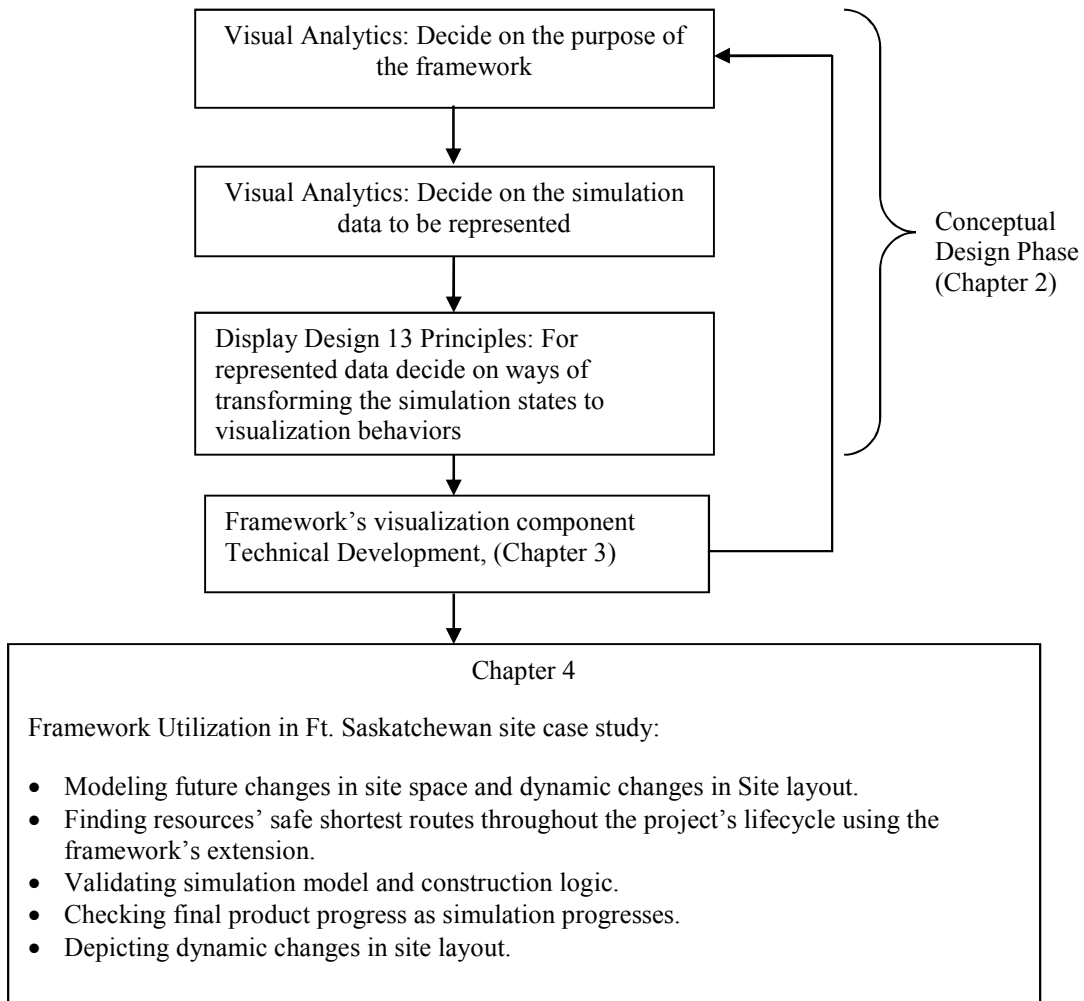 Visual Analytics: Decide on the purpose of
the framework
Visual Analytics: Decide on the simulation
data to be represented
Display Design 13 Principles: For
represented data decide on ways of
transforming the simulation states to
visualization behaviors
Conceptual
Design Phase
(Chapter 2)
Framework’s visualization component
Technical Development, (Chapter 3)
Chapter 4
Framework Utilization in Ft. Saskatchewan site case study:
• Modeling future changes in site space and dynamic changes in Site layout.
• Finding resources’ safe shortest routes throughout the project’s lifecycle using the
framework’s extension.
• Validating simulation model and construction logic.
• Checking final product progress as simulation progresses.
• Depicting dynamic changes in site layout.